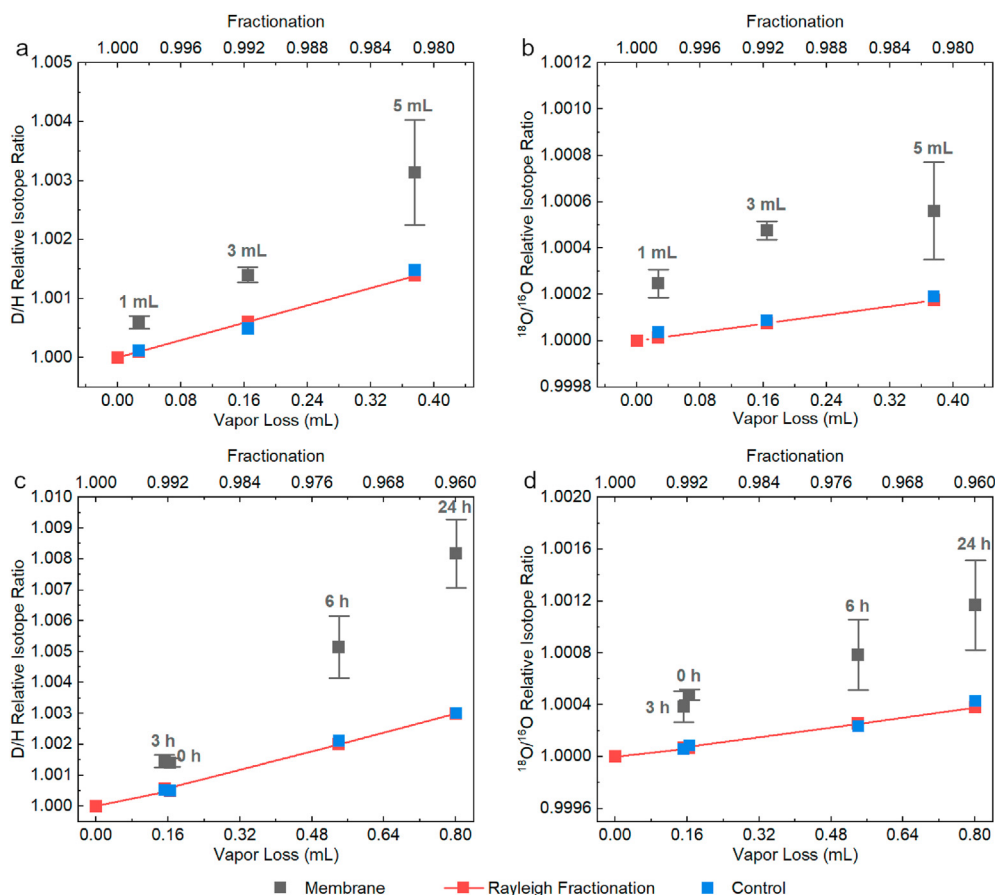 Fractionation
a 1.000 0.996 0.992 0.988 0.984 0.980
1.005
1.004
1.003
1.002
1.001
1.000
D/H Relative Isotope Ratio
1 mL
3 mL
5 mL
0.00 0.08 0.16 0.24 0.32 0.40
Vapor Loss (mL)
Fractionation
b 1.000 0.996 0.992 0.988 0.984 0.980
1.0012
1.0010
1.0008
1.0006
1.0004
1.0002
1.0000
0.9998
¹⁸O/¹⁶O Relative Isotope Ratio
1 mL
3 mL
5 mL
0.00 0.08 0.16 0.24 0.32 0.40
Vapor Loss (mL)
Fractionation
c 1.000 0.992 0.984 0.976 0.968 0.960
1.010
1.009
1.008
1.007
1.006
1.005
1.004
1.003
1.002
1.001
1.000
D/H Relative Isotope Ratio
3 h
0 h
6 h
24 h
0.00 0.16 0.32 0.48 0.64 0.80
Vapor Loss (mL)
Fractionation
d 1.000 0.992 0.984 0.976 0.968 0.960
1.0020
1.0016
1.0012
1.0008
1.0004
1.0000
0.9996
¹⁸O/¹⁶O Relative Isotope Ratio
3 h
0 h
6 h
24 h
0.00 0.16 0.32 0.48 0.64 0.80
Vapor Loss (mL)
Membrane Rayleigh Fractionation Control